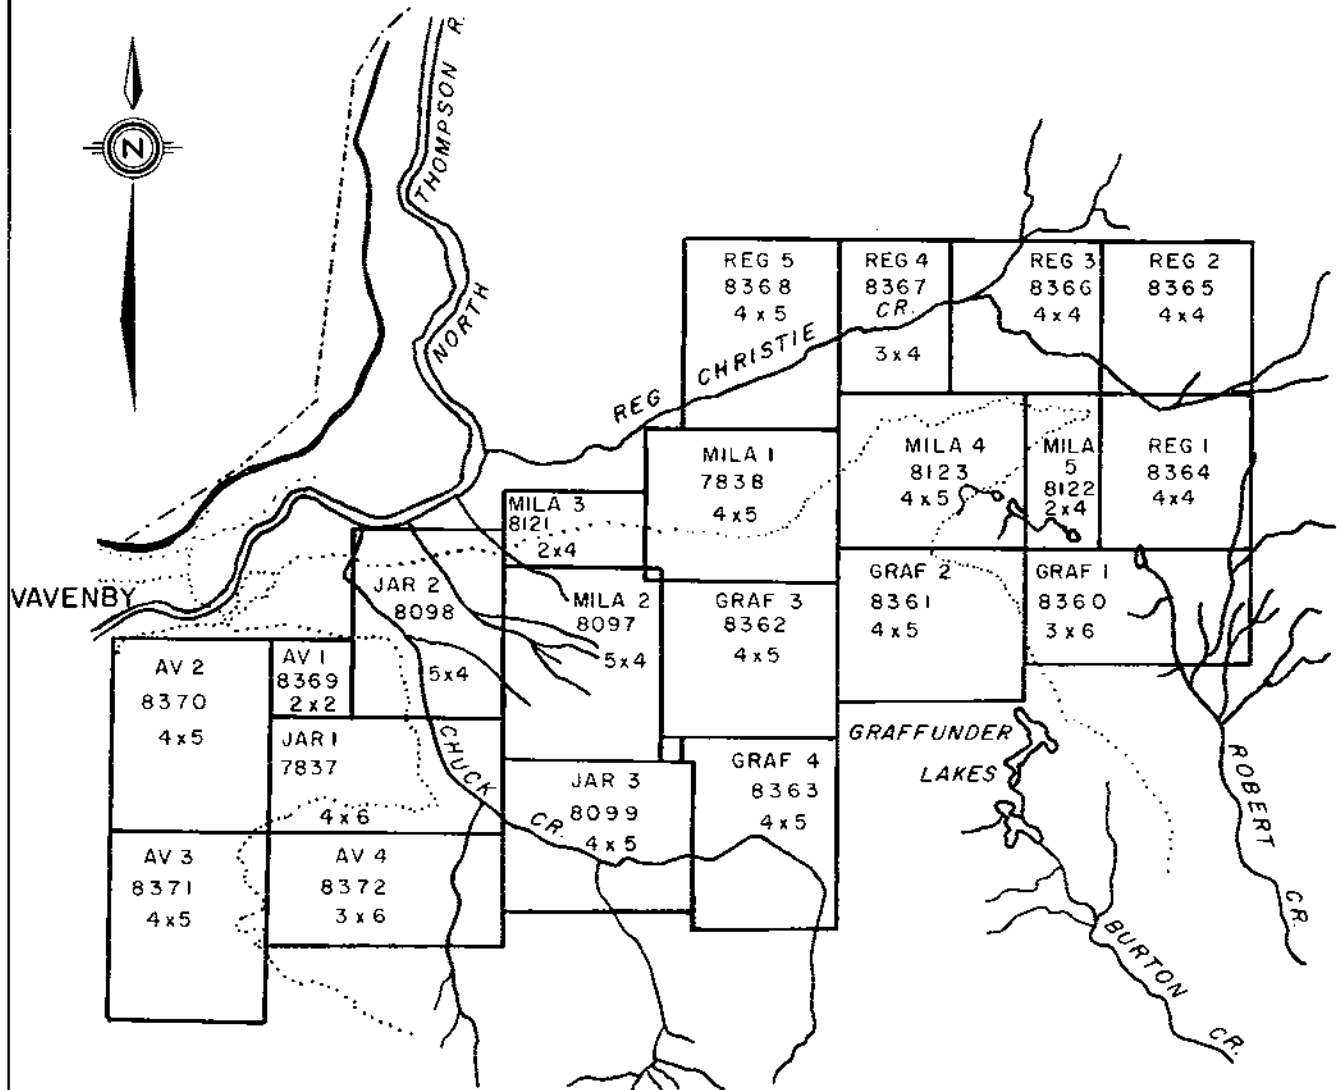 N
THOMPSON R.
NORTH
REG 5
8368
4 x 5
REG 4
8367
3 x 4
REG 3
8366
4 x 4
REG 2
8365
4 x 4
REG CHRISTIE CR.
MILA 1
7838
4 x 5
MILA 4
8123
4 x 5
MILA
5
8122
2 x 4
REG 1
8364
4 x 4
MILA 3
8121
2 x 4
VAVENBY
JAR 2
8098
5 x 4
MILA 2
8097
5 x 4
GRAF 3
8362
4 x 5
GRAF 2
8361
4 x 5
GRAF 1
8360
3 x 6
AV 2
8370
4 x 5
AV 1
8369
2 x 2
JAR 1
7837
4 x 6
CHUCK CR.
JAR 3
8099
4 x 5
GRAF 4
8363
4 x 5
GRAFFUNDER
LAKES
ROBERT CR.
AV 3
8371
4 x 5
AV 4
8372
3 x 6
BURTON CR.